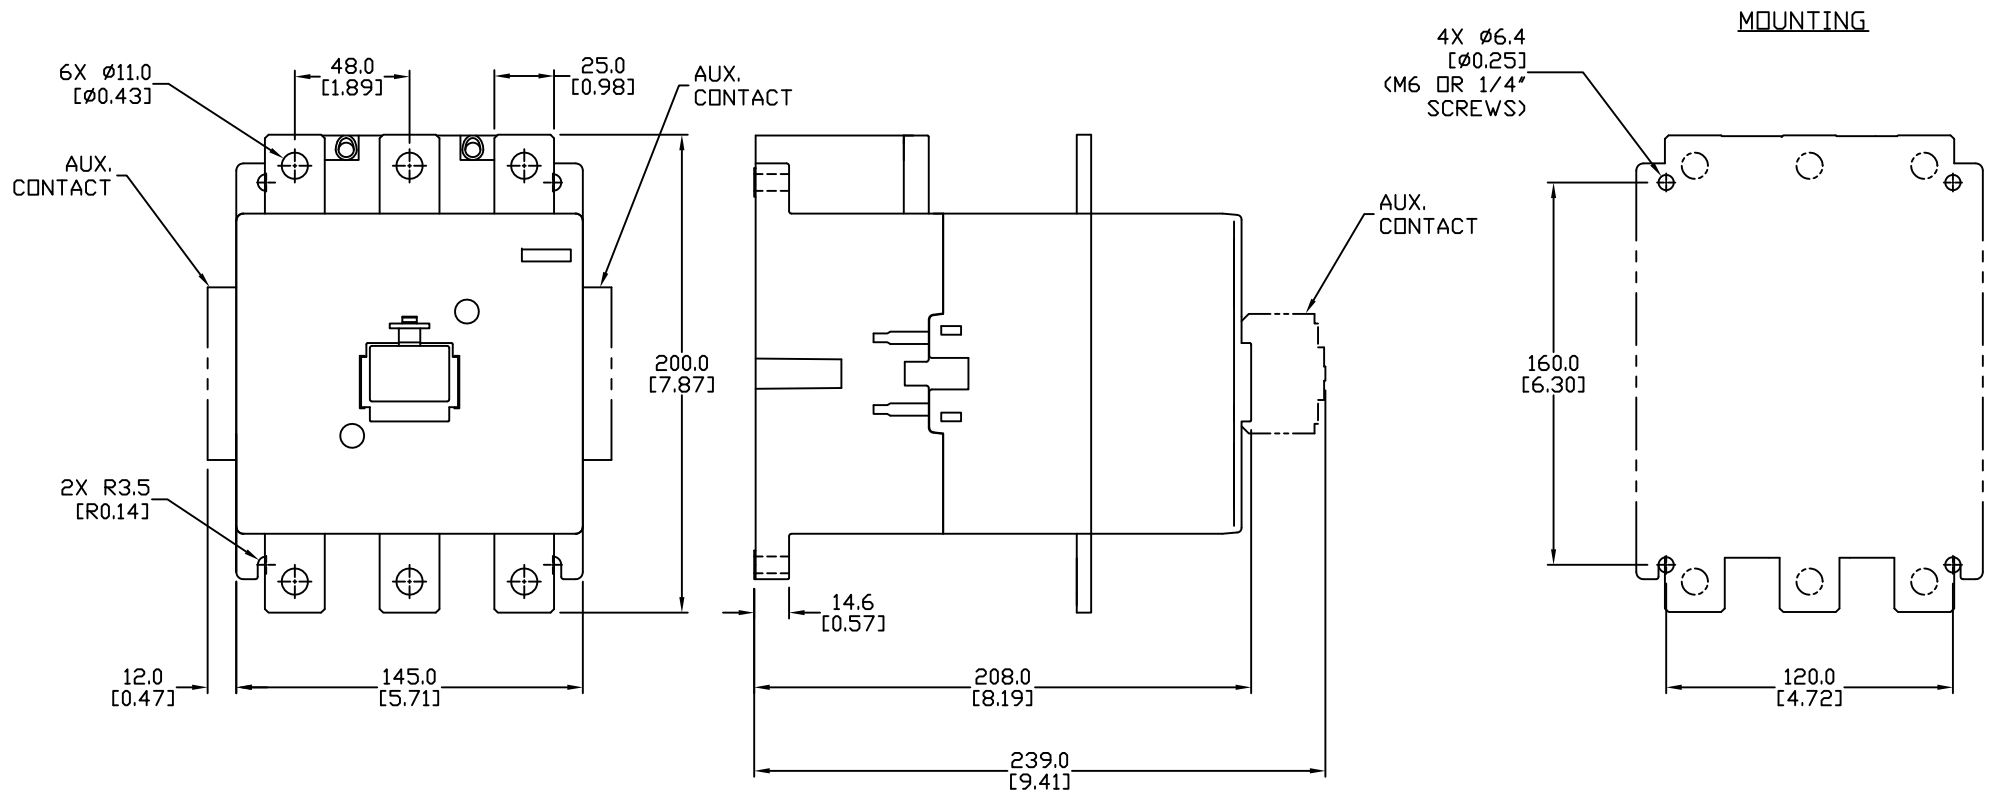 MOUNTING
6X Ø11.0
[Ø0.43]
48.0
[1.89]
25.0
[0.98]
AUX.
CONTACT
AUX.
CONTACT
2X R3.5
[R0.14]
12.0
[0.47]
145.0
[5.71]
200.0
[7.87]
14.6
[0.57]
208.0
[8.19]
239.0
[9.41]
AUX.
CONTACT
4X Ø6.4
[Ø0.25]
(M6 OR 1/4"
SCREWS)
160.0
[6.30]
120.0
[4.72]